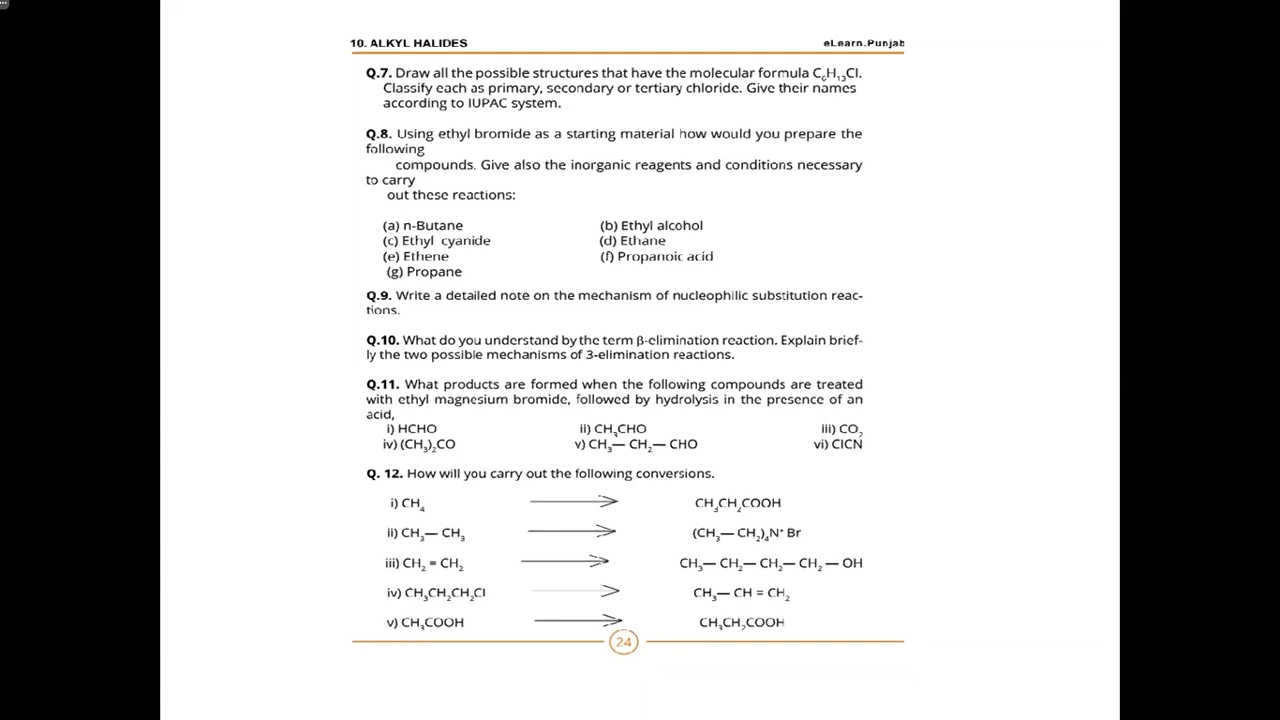 10. ALKYL HALIDES eLearn.Punjab
Q.7. Draw all the possible structures that have the molecular formula C₆H₁₃Cl.
Classify each as primary, secondary or tertiary chloride. Give their names
according to IUPAC system.
Q.8. Using ethyl bromide as a starting material how would you prepare the
following
compounds. Give also the inorganic reagents and conditions necessary
to carry
out these reactions:
(a) n-Butane (b) Ethyl alcohol
(c) Ethyl cyanide (d) Ethane
(e) Ethene (f) Propanoic acid
(g) Propane
Q.9. Write a detailed note on the mechanism of nucleophilic substitution reac-
tions.
Q.10. What do you understand by the term β-elimination reaction. Explain brief-
ly the two possible mechanisms of 3-elimination reactions.
Q.11. What products are formed when the following compounds are treated
with ethyl magnesium bromide, followed by hydrolysis in the presence of an
acid,
i) HCHO ii) CH₃CHO iii) CO₂
iv) (CH₃)₂CO v) CH₃— CH₂— CHO vi) ClCN
Q. 12. How will you carry out the following conversions.
i) CH₄ ⟶ CH₃CH₂COOH
ii) CH₃— CH₃ ⟶ (CH₃— CH₂)₄N⁺ Br
iii) CH₂ = CH₂ ⟶ CH₃— CH₂— CH₂— CH₂ — OH
iv) CH₃CH₂CH₂Cl ⟶ CH₃— CH = CH₂
v) CH₃COOH ⟶ CH₃CH₂COOH
24